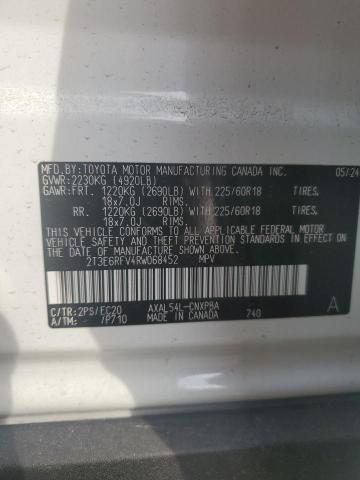 MFD.BY:TOYOTA MOTOR MANUFACTURING CANADA INC. 05/24
GVWR:2230KG (4920LB)
GAWR:FRT. 1220KG (2690LB) WITH 225/60R18 TIRES,
18x7.0J RIMS.
RR. 1220KG (2690LB) WITH 225/60R18 TIRES,
18x7.0J RIMS.
THIS VEHICLE CONFORMS TO ALL APPLICABLE FEDERAL MOTOR
VEHICLE SAFETY, BUMPER, AND THEFT PREVENTION STANDARDS
IN EFFECT ON THE DATE OF MANUFACTURE SHOWN ABOVE.
2T3E6RFV4RW068452 MPV
C/TR:2PS/EC20 AXAL54L-CNXPBA A
A/TM: /P710 MADE IN CANADA 740